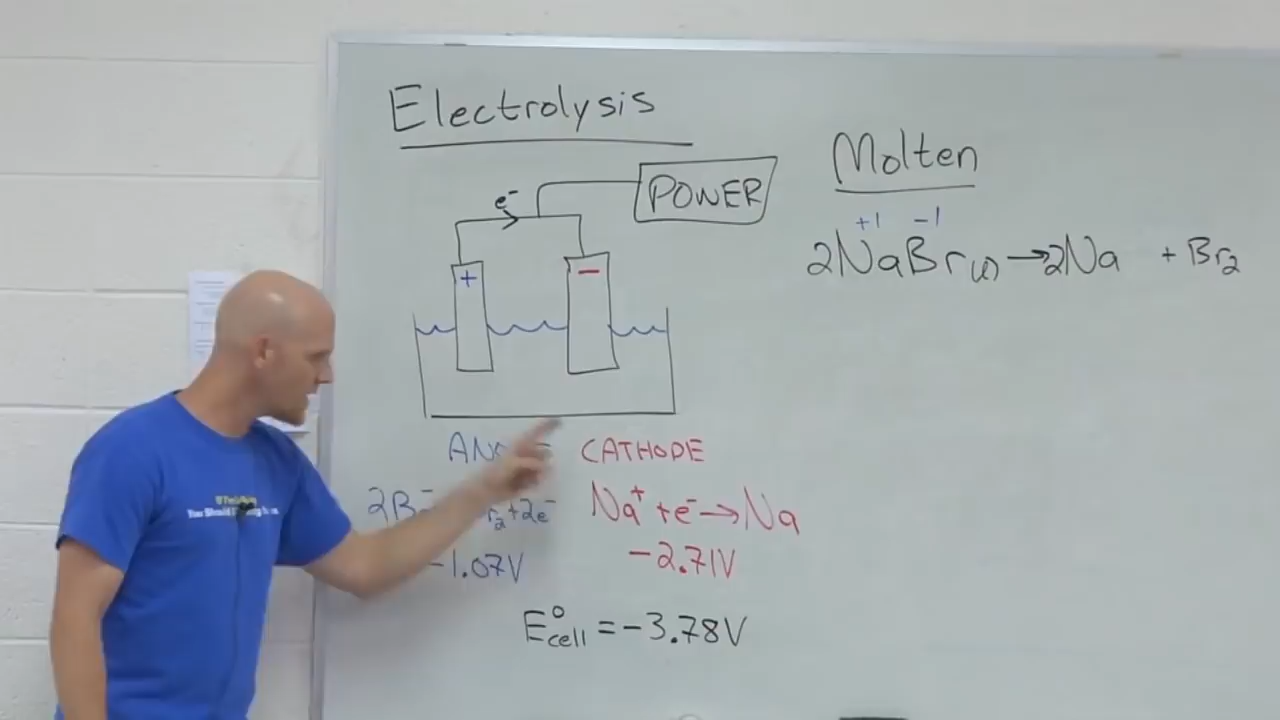 Electrolysis
POWER
e⁻
+
−
Molten
+1 -1
2NaBr(l) → 2Na + Br₂
CATHODE
Na⁺ + e⁻ → Na
-1.07V
-2.71V
E°cell = -3.78V